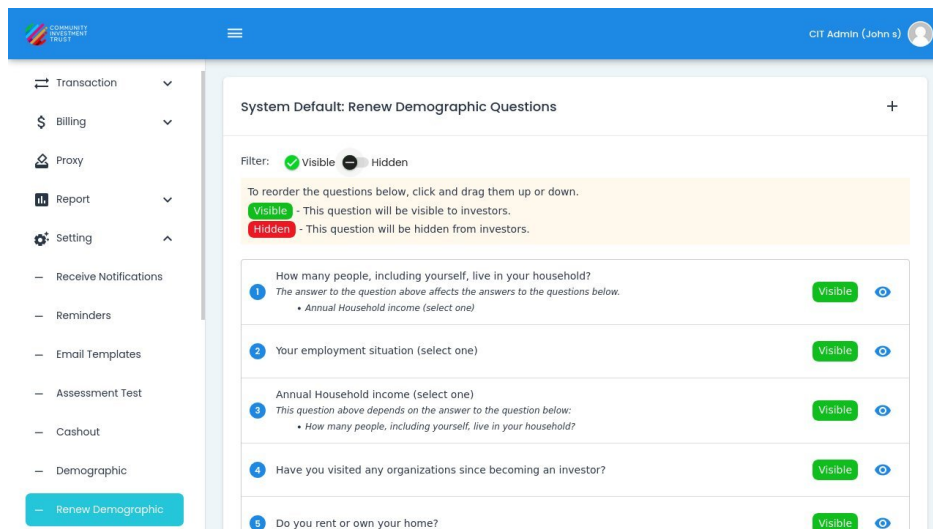 COMMUNITY
INVESTMENT
TRUST
CIT Admin (John s)
Transaction
Billing
Proxy
Report
Setting
Receive Notifications
Reminders
Email Templates
Assessment Test
Cashout
Demographic
Renew Demographic
System Default: Renew Demographic Questions
Filter: Visible Hidden
To reorder the questions below, click and drag them up or down.
Visible - This question will be visible to investors.
Hidden - This question will be hidden from investors.
How many people, including yourself, live in your household?
1 The answer to the question above affects the answers to the questions below. Visible
• Annual Household income (select one)
2 Your employment situation (select one) Visible
Annual Household income (select one)
3 This question above depends on the answer to the question below: Visible
• How many people, including yourself, live in your household?
4 Have you visited any organizations since becoming an investor? Visible
5 Do you rent or own your home? Visible